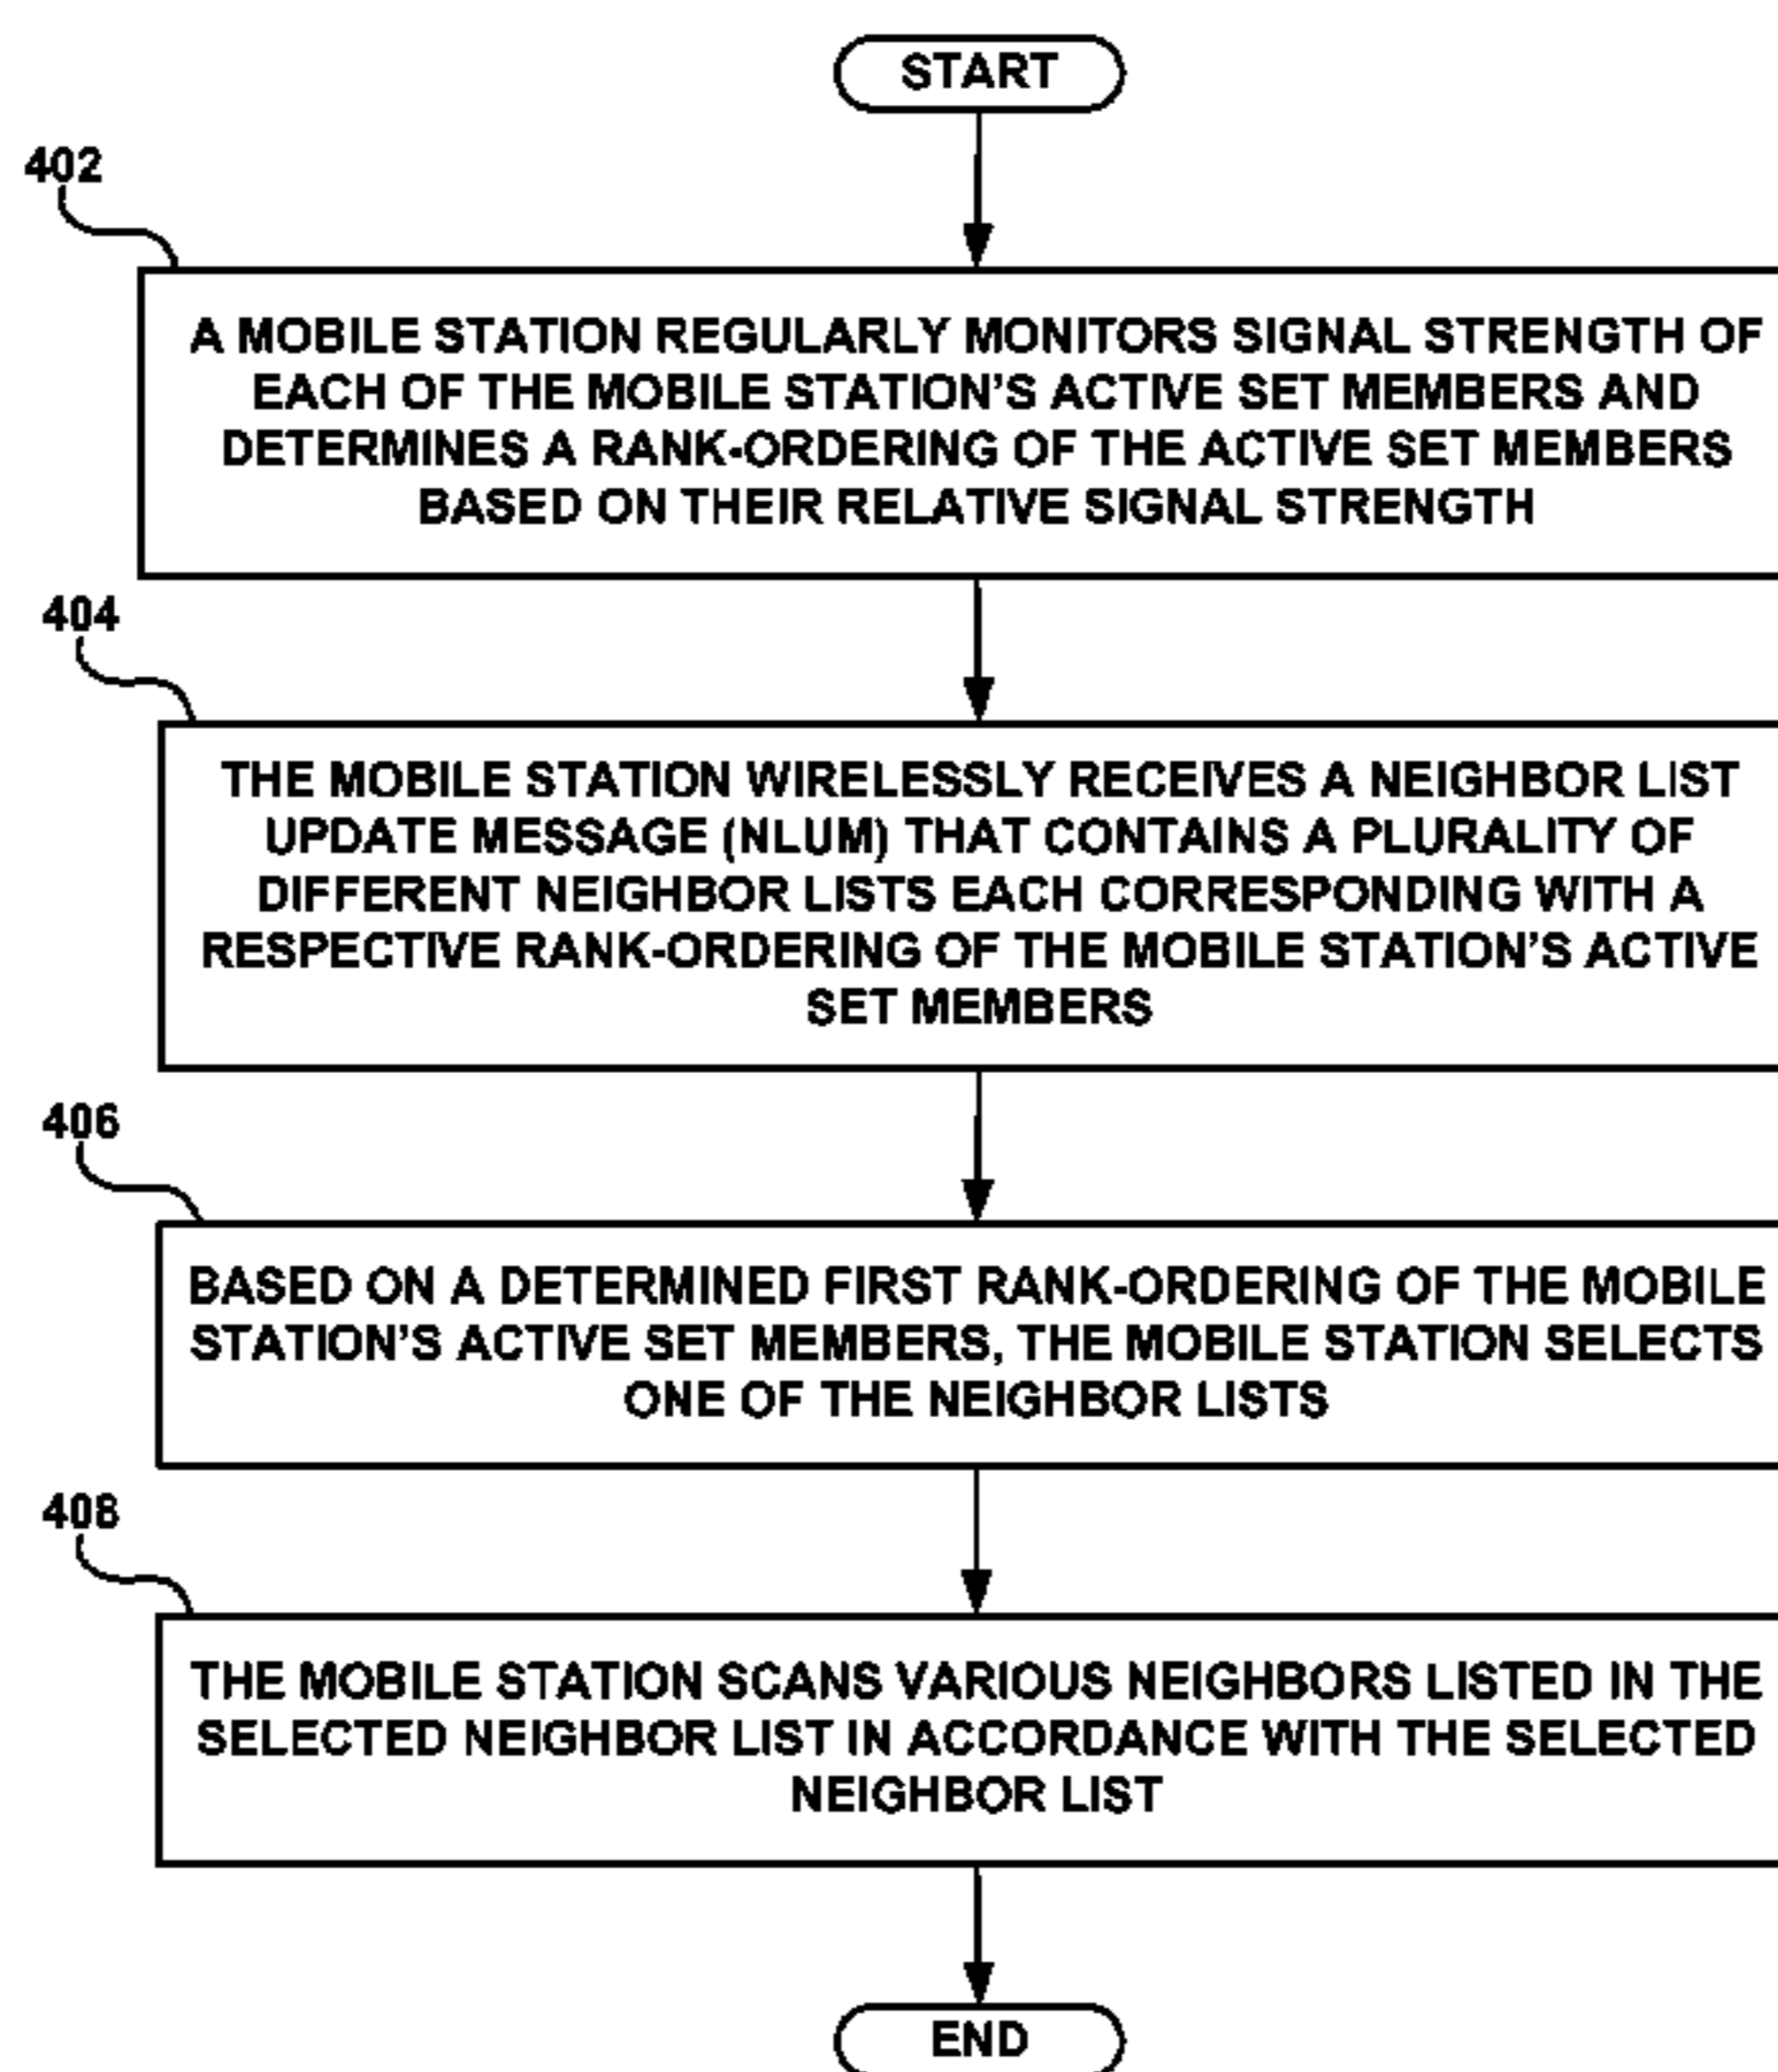 START
402
A MOBILE STATION REGULARLY MONITORS SIGNAL STRENGTH OF
EACH OF THE MOBILE STATION'S ACTIVE SET MEMBERS AND
DETERMINES A RANK-ORDERING OF THE ACTIVE SET MEMBERS
BASED ON THEIR RELATIVE SIGNAL STRENGTH
404
THE MOBILE STATION WIRELESSLY RECEIVES A NEIGHBOR LIST
UPDATE MESSAGE (NLUM) THAT CONTAINS A PLURALITY OF
DIFFERENT NEIGHBOR LISTS EACH CORRESPONDING WITH A
RESPECTIVE RANK-ORDERING OF THE MOBILE STATION'S ACTIVE
SET MEMBERS
406
BASED ON A DETERMINED FIRST RANK-ORDERING OF THE MOBILE
STATION'S ACTIVE SET MEMBERS, THE MOBILE STATION SELECTS
ONE OF THE NEIGHBOR LISTS
408
THE MOBILE STATION SCANS VARIOUS NEIGHBORS LISTED IN THE
SELECTED NEIGHBOR LIST IN ACCORDANCE WITH THE SELECTED
NEIGHBOR LIST
END